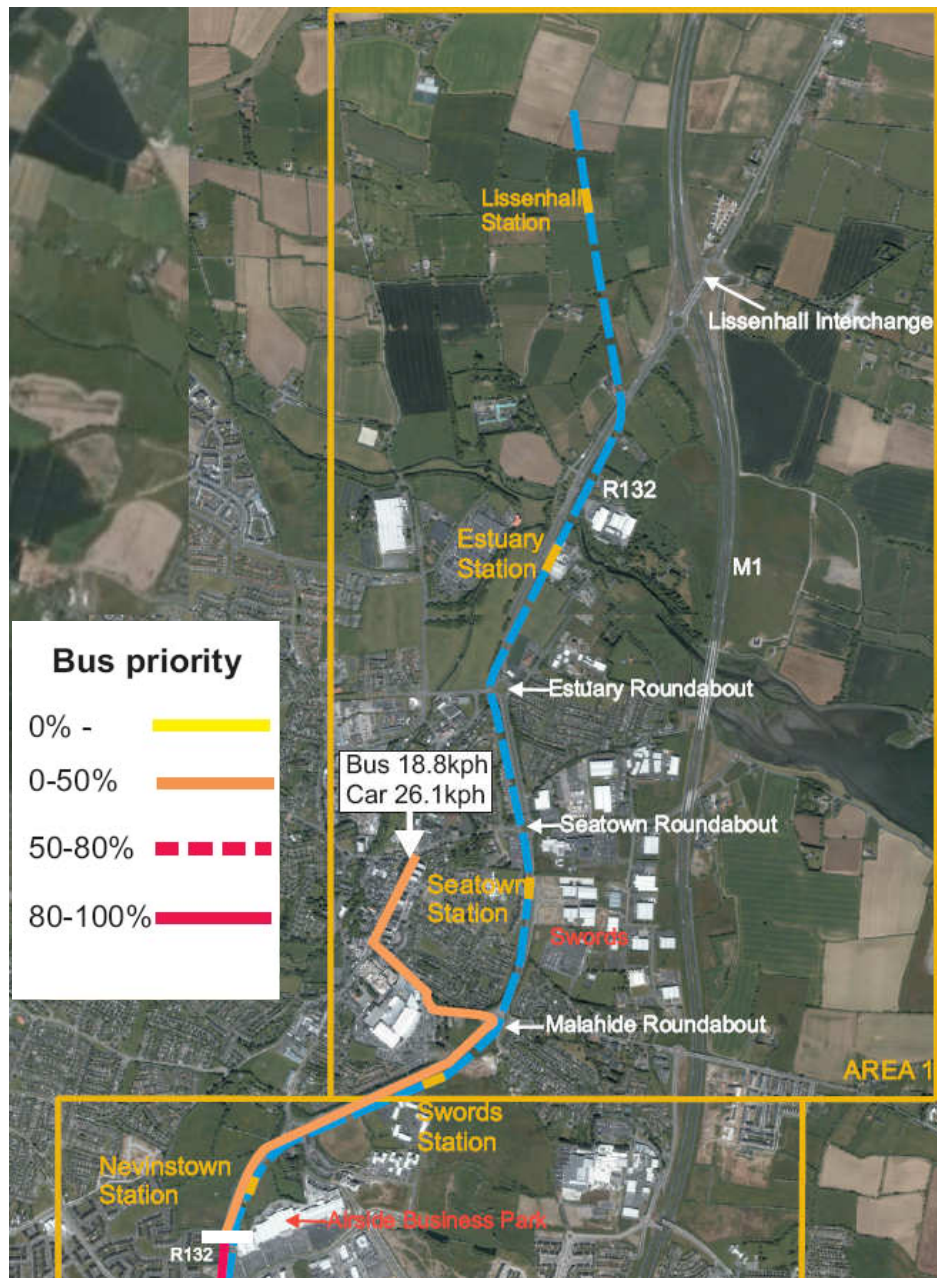 Lissenhall
Station
Lissenhall Interchange
R132
Estuary
Station
M1
Bus priority
0% -
0-50%
50-80%
80-100%
Estuary Roundabout
Bus 18.8kph
Car 26.1kph
Seatown Roundabout
Seatown
Station
Swords
Malahide Roundabout
AREA 1
Swords
Station
Nevinstown
Station
Airside Business Park
R132